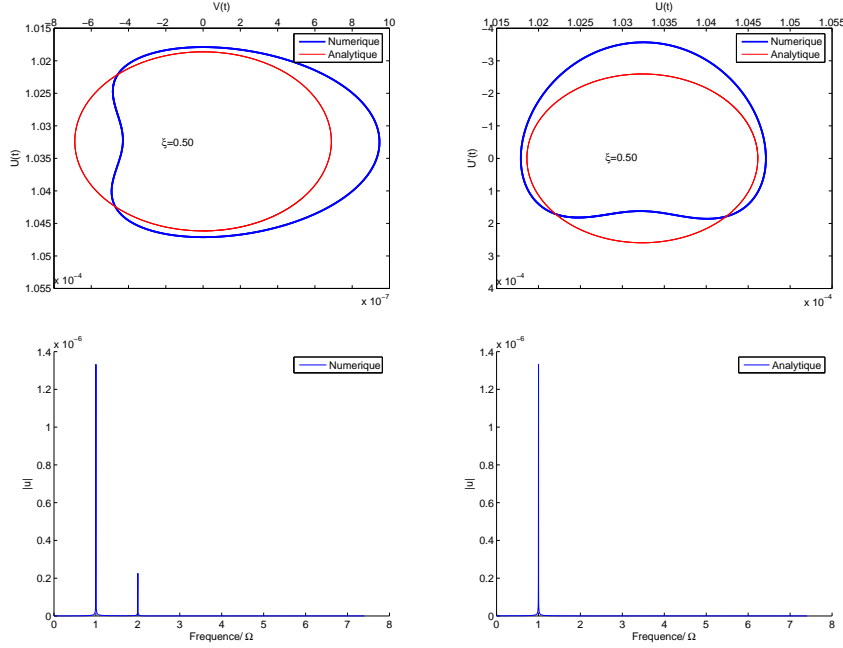 V(t)
−8 −6 −4 −2 0 2 4 6 8 10
1.015
1.02
1.025
1.03
1.035
1.04
1.045
1.05
1.055
U(t)
Numerique
Analytique
ξ=0.50
x 10⁻⁴
x 10⁻⁷
U(t)
1.015 1.02 1.025 1.03 1.035 1.04 1.045 1.05 1.055
−4
−3
−2
−1
0
1
2
3
4
U'(t)
Numerique
Analytique
ξ=0.50
x 10⁻⁴
x 10⁻⁴
x 10⁻⁶
1.4
1.2
1
0.8
0.6
0.4
0.2
0
|u|
Numerique
0 1 2 3 4 5 6 7 8
Frequence/ Ω
x 10⁻⁶
1.4
1.2
1
0.8
0.6
0.4
0.2
0
|u|
Analytique
0 1 2 3 4 5 6 7 8
Frequence/ Ω